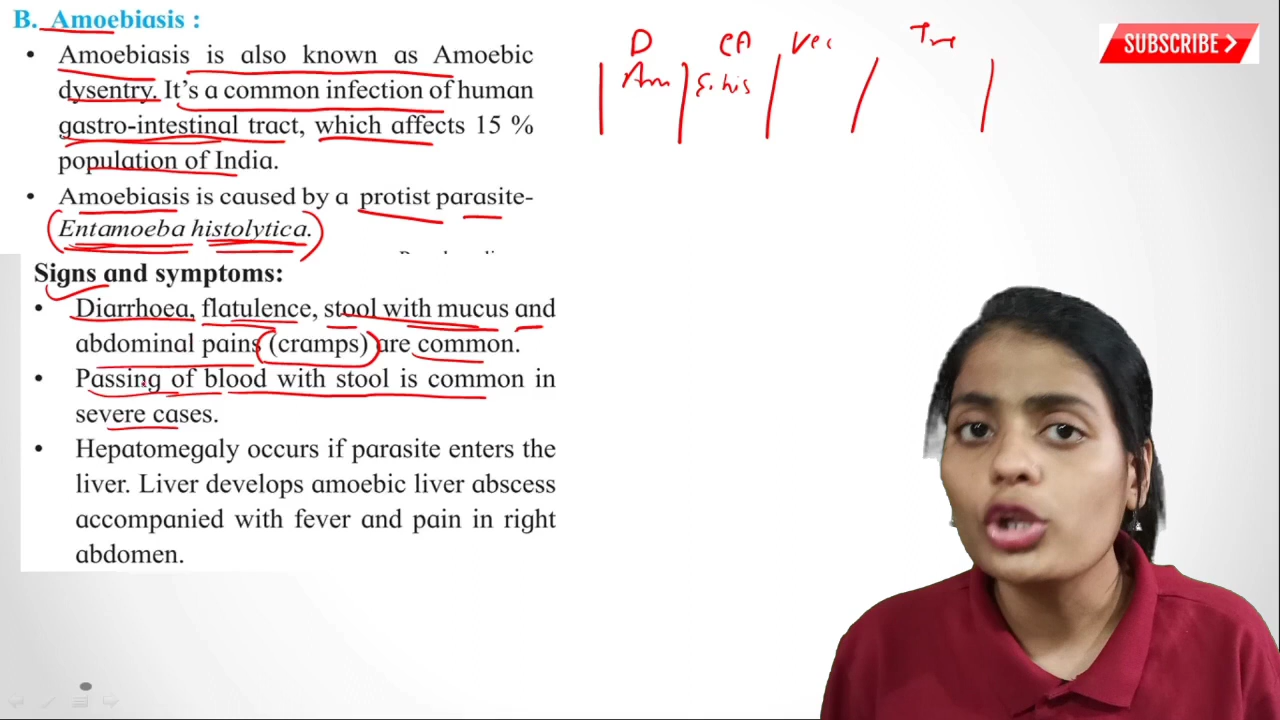 B. Amoebiasis :
• Amoebiasis is also known as Amoebic
dysentry. It's a common infection of human
gastro-intestinal tract, which affects 15 %
population of India.
• Amoebiasis is caused by a protist parasite-
Entamoeba histolytica.
Signs and symptoms:
• Diarrhoea, flatulence, stool with mucus and
abdominal pains (cramps) are common.
• Passing of blood with stool is common in
severe cases.
• Hepatomegaly occurs if parasite enters the
liver. Liver develops amoebic liver abscess
accompanied with fever and pain in right
abdomen.
D CA Vec Tre
Am E. his
SUBSCRIBE >